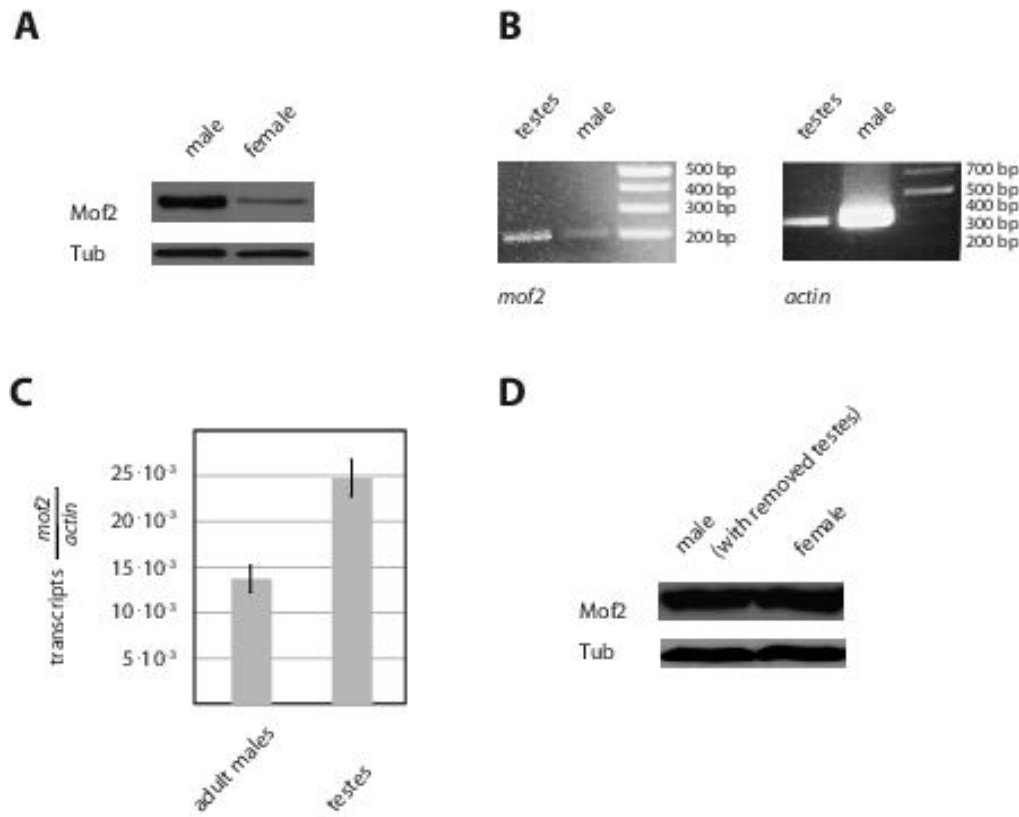 A
male
female
Mof2
Tub
B
testes
male
500 bp
400 bp
300 bp
200 bp
mof2
testes
male
700 bp
500 bp
400 bp
300 bp
200 bp
actin
C
transcripts mof2
actin
25·10⁻³
20·10⁻³
15·10⁻³
10·10⁻³
5·10⁻³
adult males
testes
D
male
(with removed testes)
female
Mof2
Tub